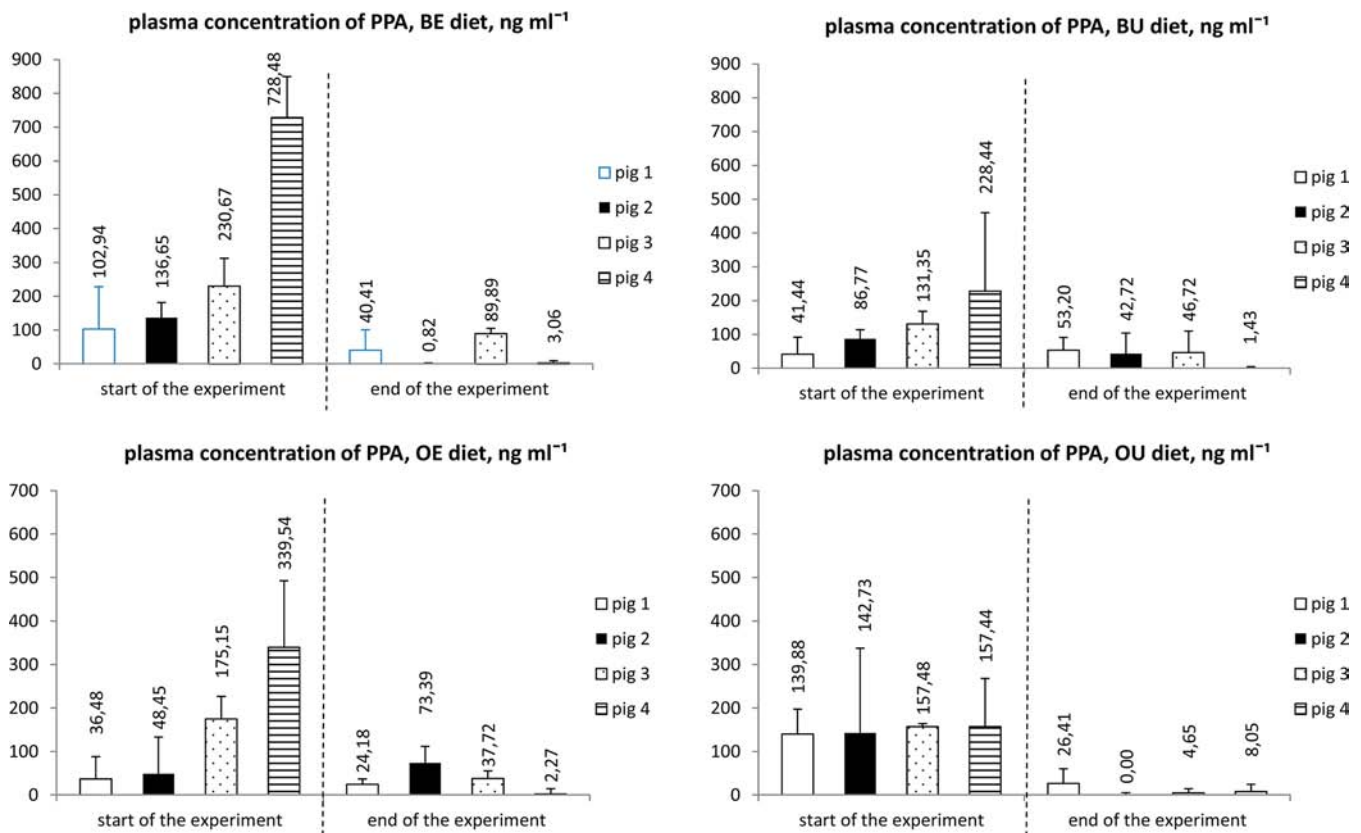 plasma concentration of PPA, BE diet, ng ml⁻¹
900
800
700
600
500
400
300
200
100
0
102,94
136,65
230,67
728,48
40,41
0,82
89,89
3,06
start of the experiment
end of the experiment
pig 1
pig 2
pig 3
pig 4
plasma concentration of PPA, BU diet, ng ml⁻¹
900
800
700
600
500
400
300
200
100
0
41,44
86,77
131,35
228,44
53,20
42,72
46,72
1,43
start of the experiment
end of the experiment
pig 1
pig 2
pig 3
pig 4
plasma concentration of PPA, OE diet, ng ml⁻¹
700
600
500
400
300
200
100
0
36,48
48,45
175,15
339,54
24,18
73,39
37,72
2,27
start of the experiment
end of the experiment
pig 1
pig 2
pig 3
pig 4
plasma concentration of PPA, OU diet, ng ml⁻¹
700
600
500
400
300
200
100
0
139,88
142,73
157,48
157,44
26,41
0,00
4,65
8,05
start of the experiment
end of the experiment
pig 1
pig 2
pig 3
pig 4